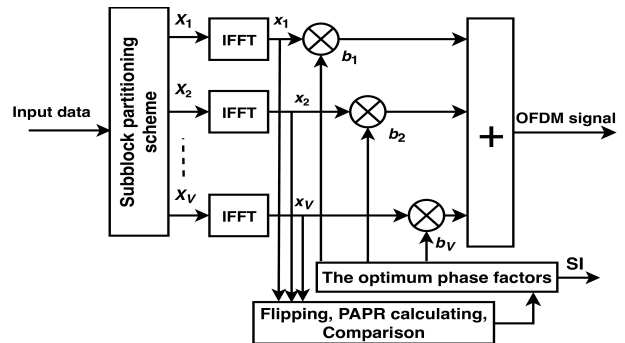 X1
IFFT
x1
b1
Input data
Subblock partitioning
scheme
X2
IFFT
x2
b2
+
OFDM signal
XV
IFFT
xV
bV
The optimum phase factors
SI
Flipping, PAPR calculating,
Comparison